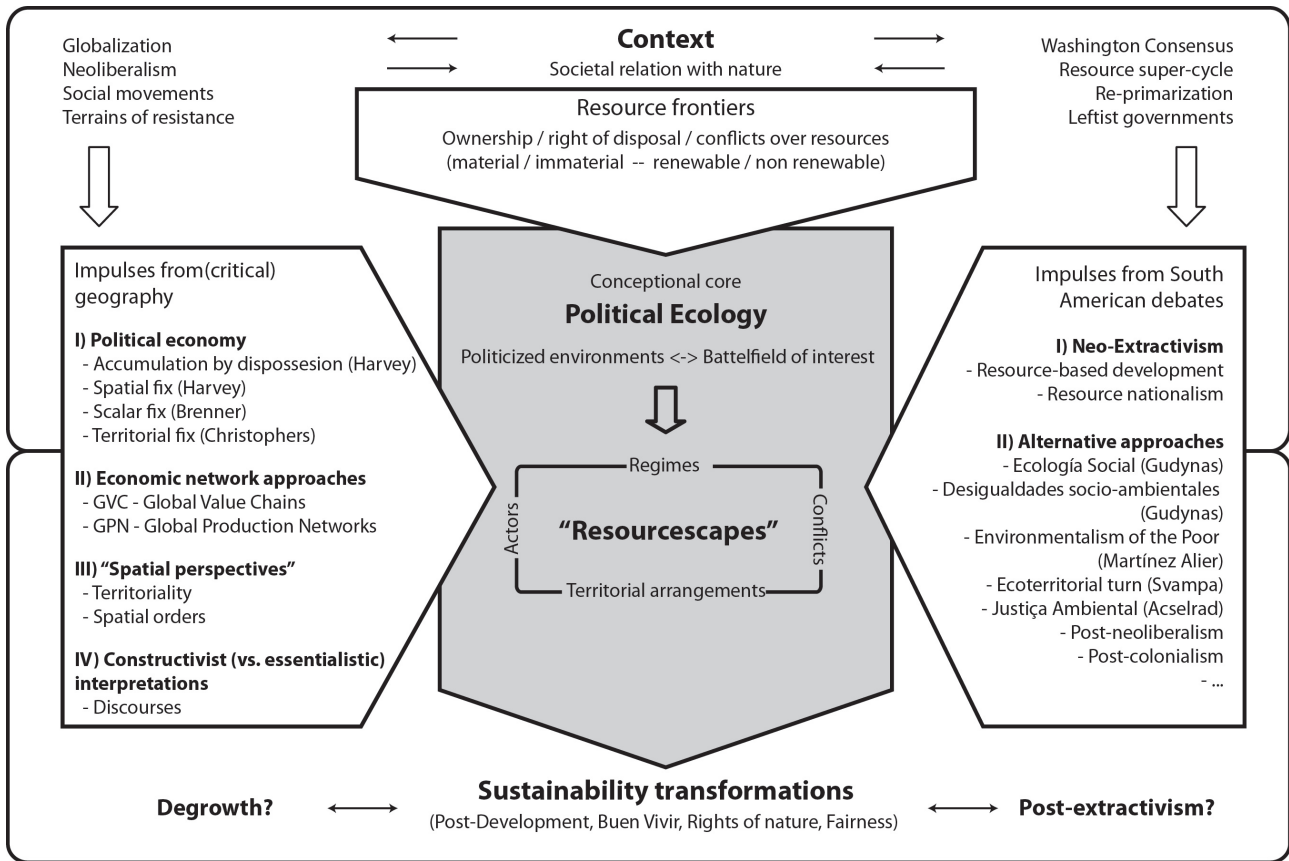 Globalization
Neoliberalism
Social movements
Terrains of resistance
Context
Societal relation with nature
Washington Consensus
Resource super-cycle
Re-primarization
Leftist governments
Resource frontiers
Ownership / right of disposal / conflicts over resources
(material / immaterial -- renewable / non renewable)
Impulses from(critical)
geography
I) Political economy
- Accumulation by dispossesion (Harvey)
- Spatial fix (Harvey)
- Scalar fix (Brenner)
- Territorial fix (Christophers)
II) Economic network approaches
- GVC - Global Value Chains
- GPN - Global Production Networks
III) “Spatial perspectives”
- Territoriality
- Spatial orders
IV) Constructivist (vs. essentialistic)
interpretations
- Discourses
Conceptional core
Political Ecology
Politicized environments <-> Battelfield of interest
Regimes
Actors
“Resourcescapes”
Conflicts
Territorial arrangements
Impulses from South
American debates
I) Neo-Extractivism
- Resource-based development
- Resource nationalism
II) Alternative approaches
- Ecología Social (Gudynas)
- Desigualdades socio-ambientales
(Gudynas)
- Environmentalism of the Poor
(Martínez Alier)
- Ecoterritorial turn (Svampa)
- Justiça Ambiental (Acselrad)
- Post-neoliberalism
- Post-colonialism
- ...
Degrowth?
Sustainability transformations
(Post-Development, Buen Vivir, Rights of nature, Fairness)
Post-extractivism?